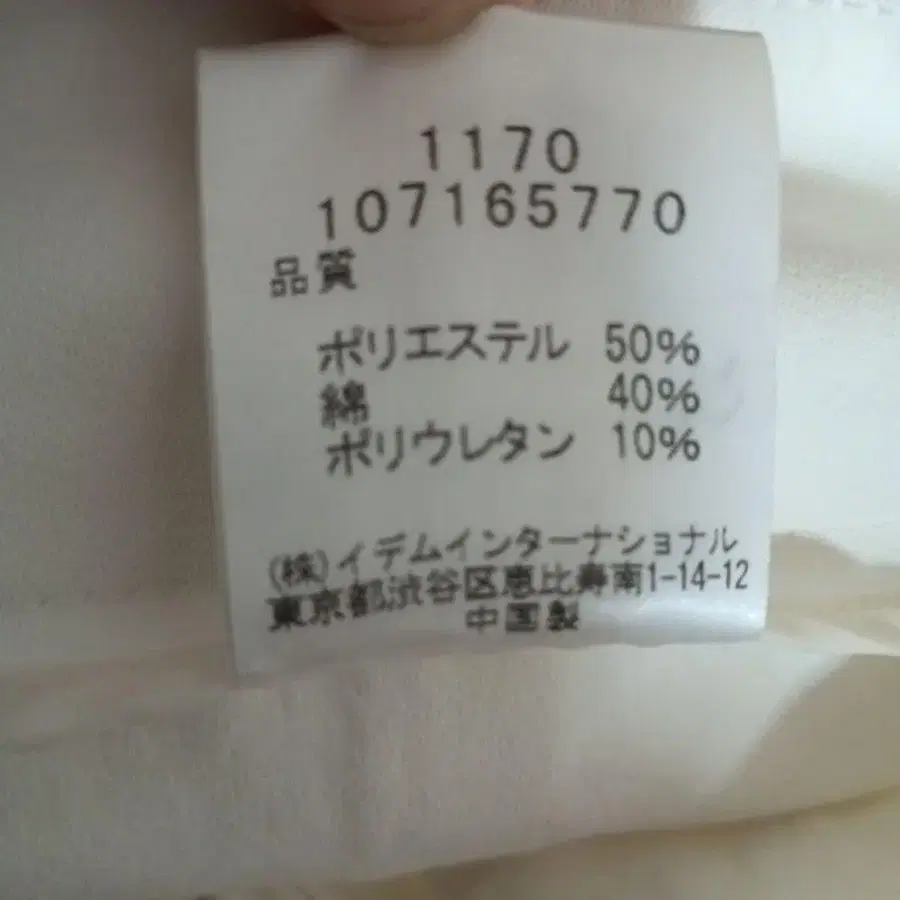 1170
107165770
品質
ポリエステル 50%
綿 40%
ポリウレタン 10%
(株)イデムインターナショナル
東京都渋谷区恵比寿南1-14-12
中国製